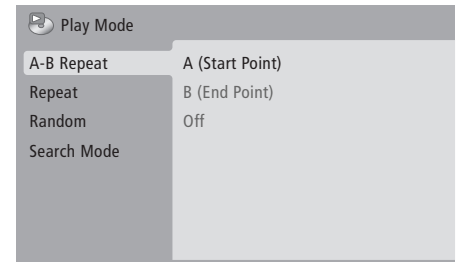 Play Mode
A-B Repeat
Repeat
Random
Search Mode
A (Start Point)
B (End Point)
Off